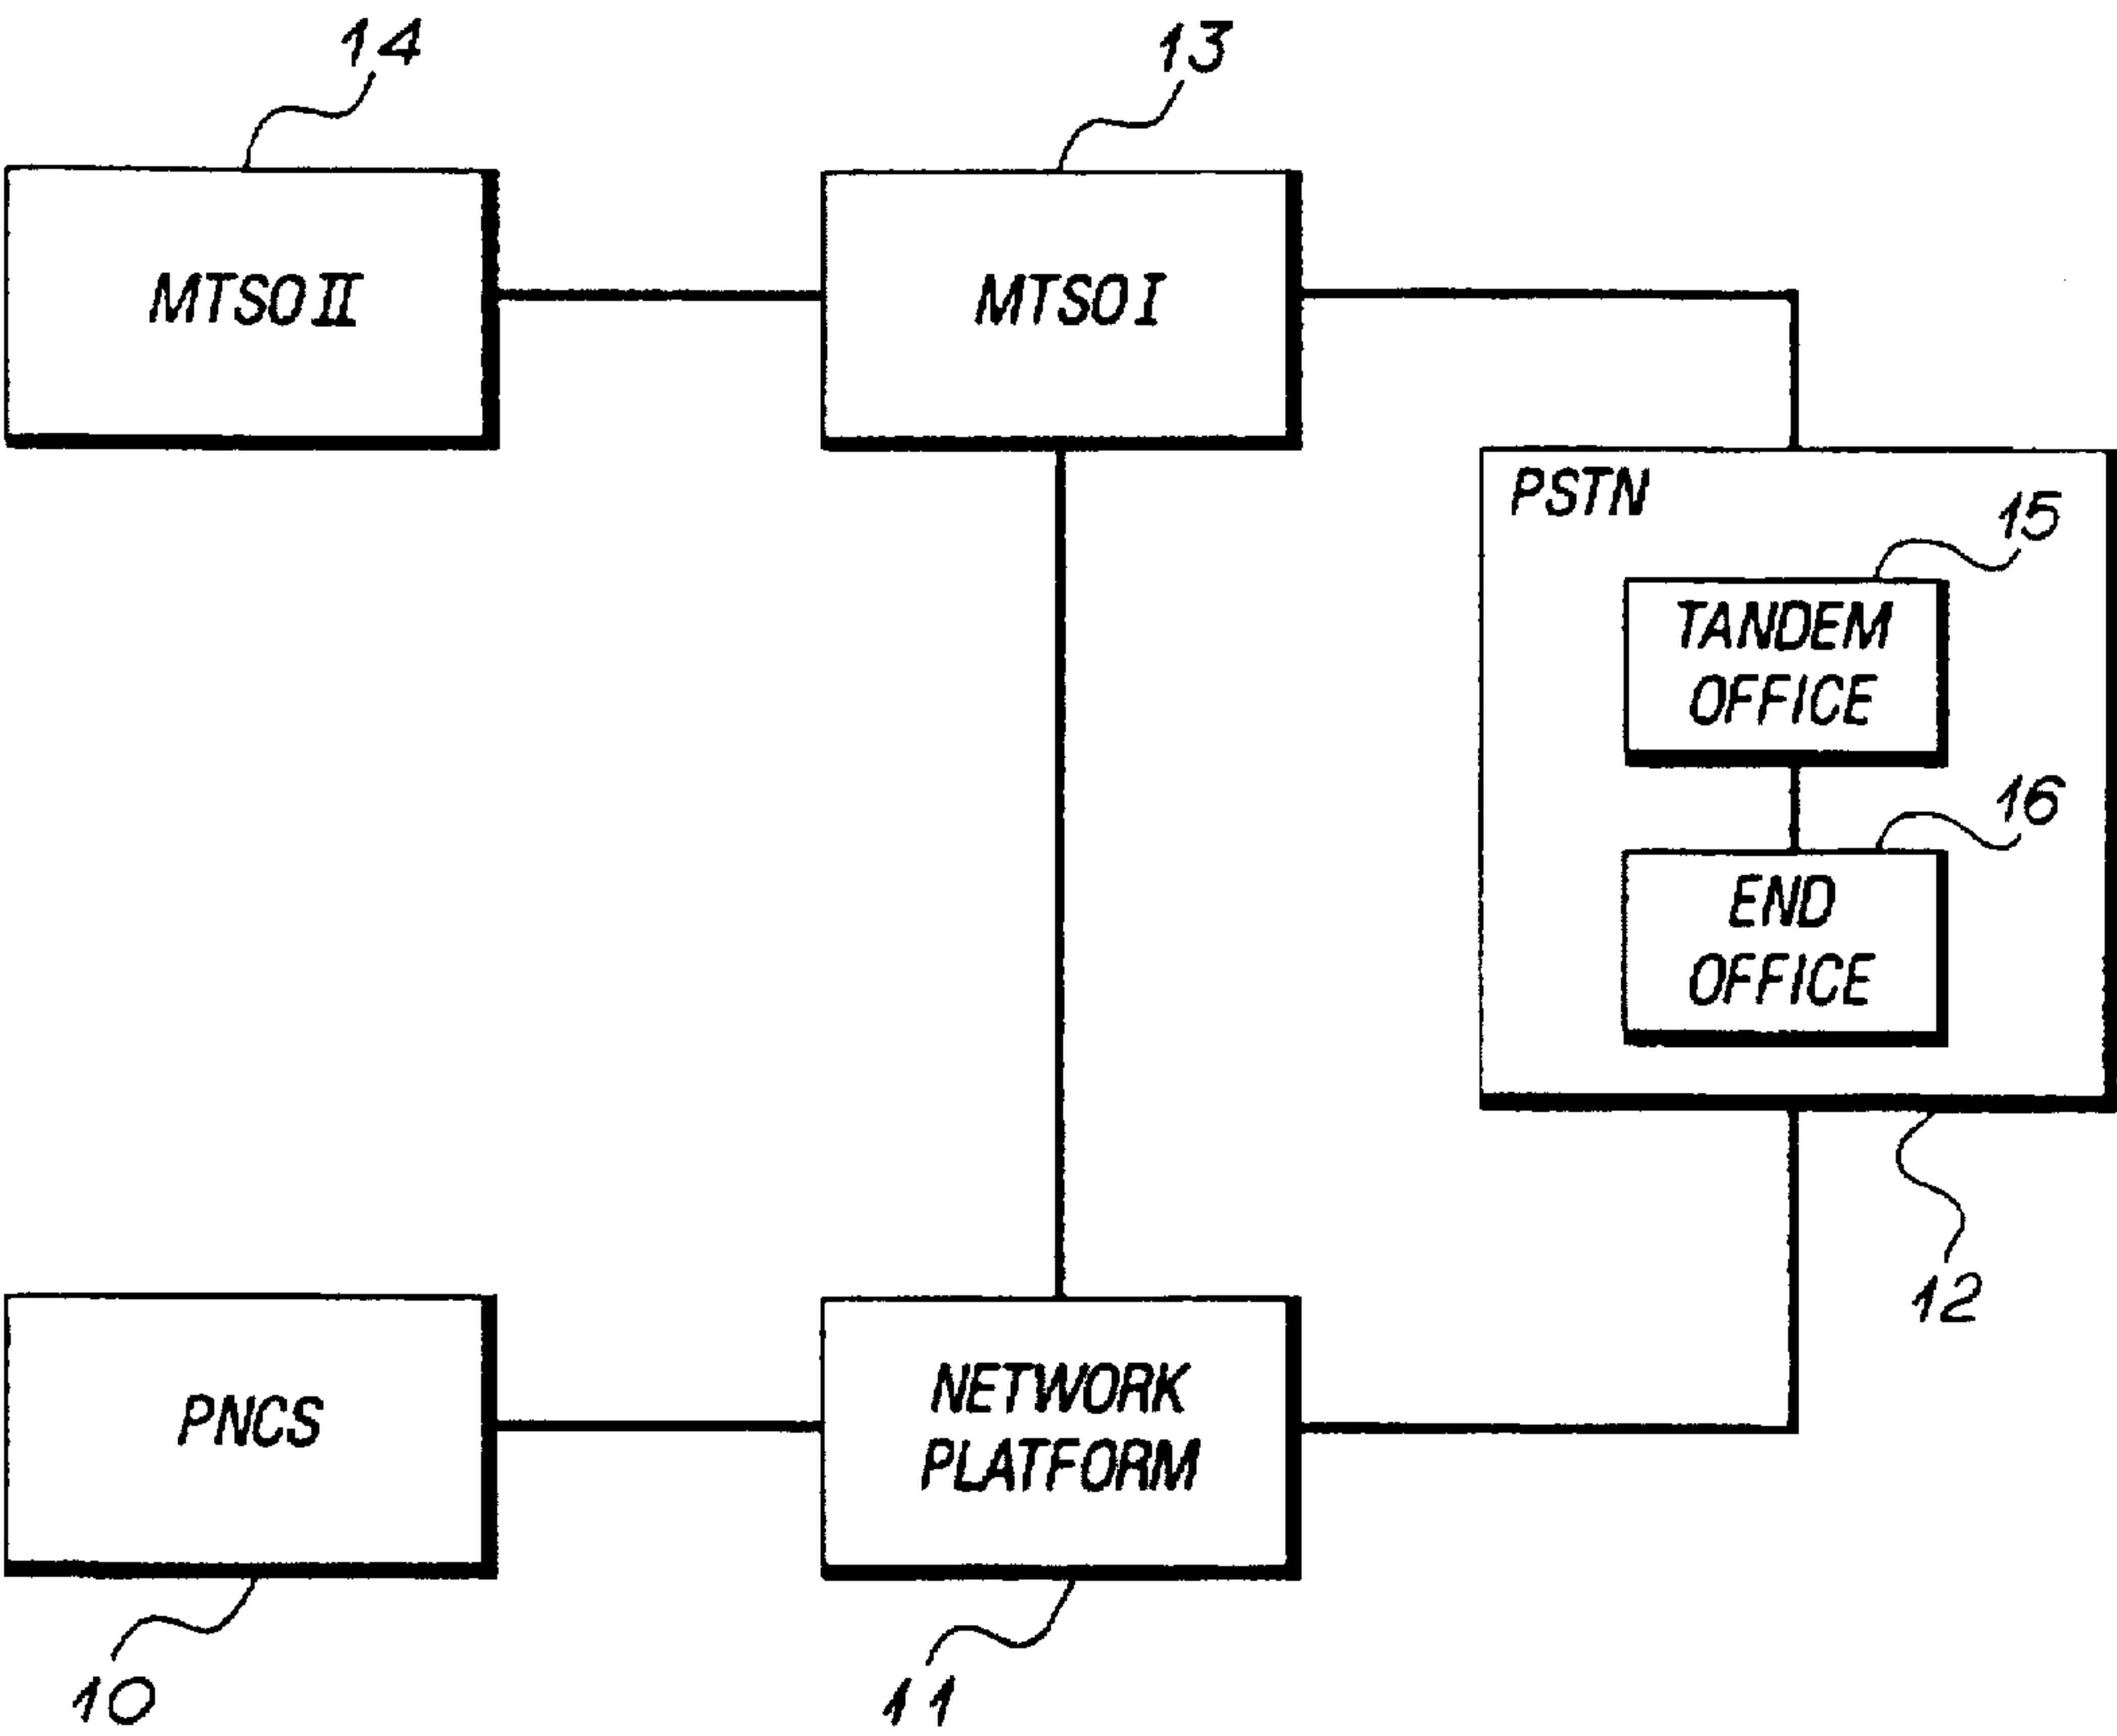 14
13
MTSO II
MTSO I
PSTN
15
TANDEM
OFFICE
16
END
OFFICE
12
PNCS
NETWORK
PLATFORM
10
11